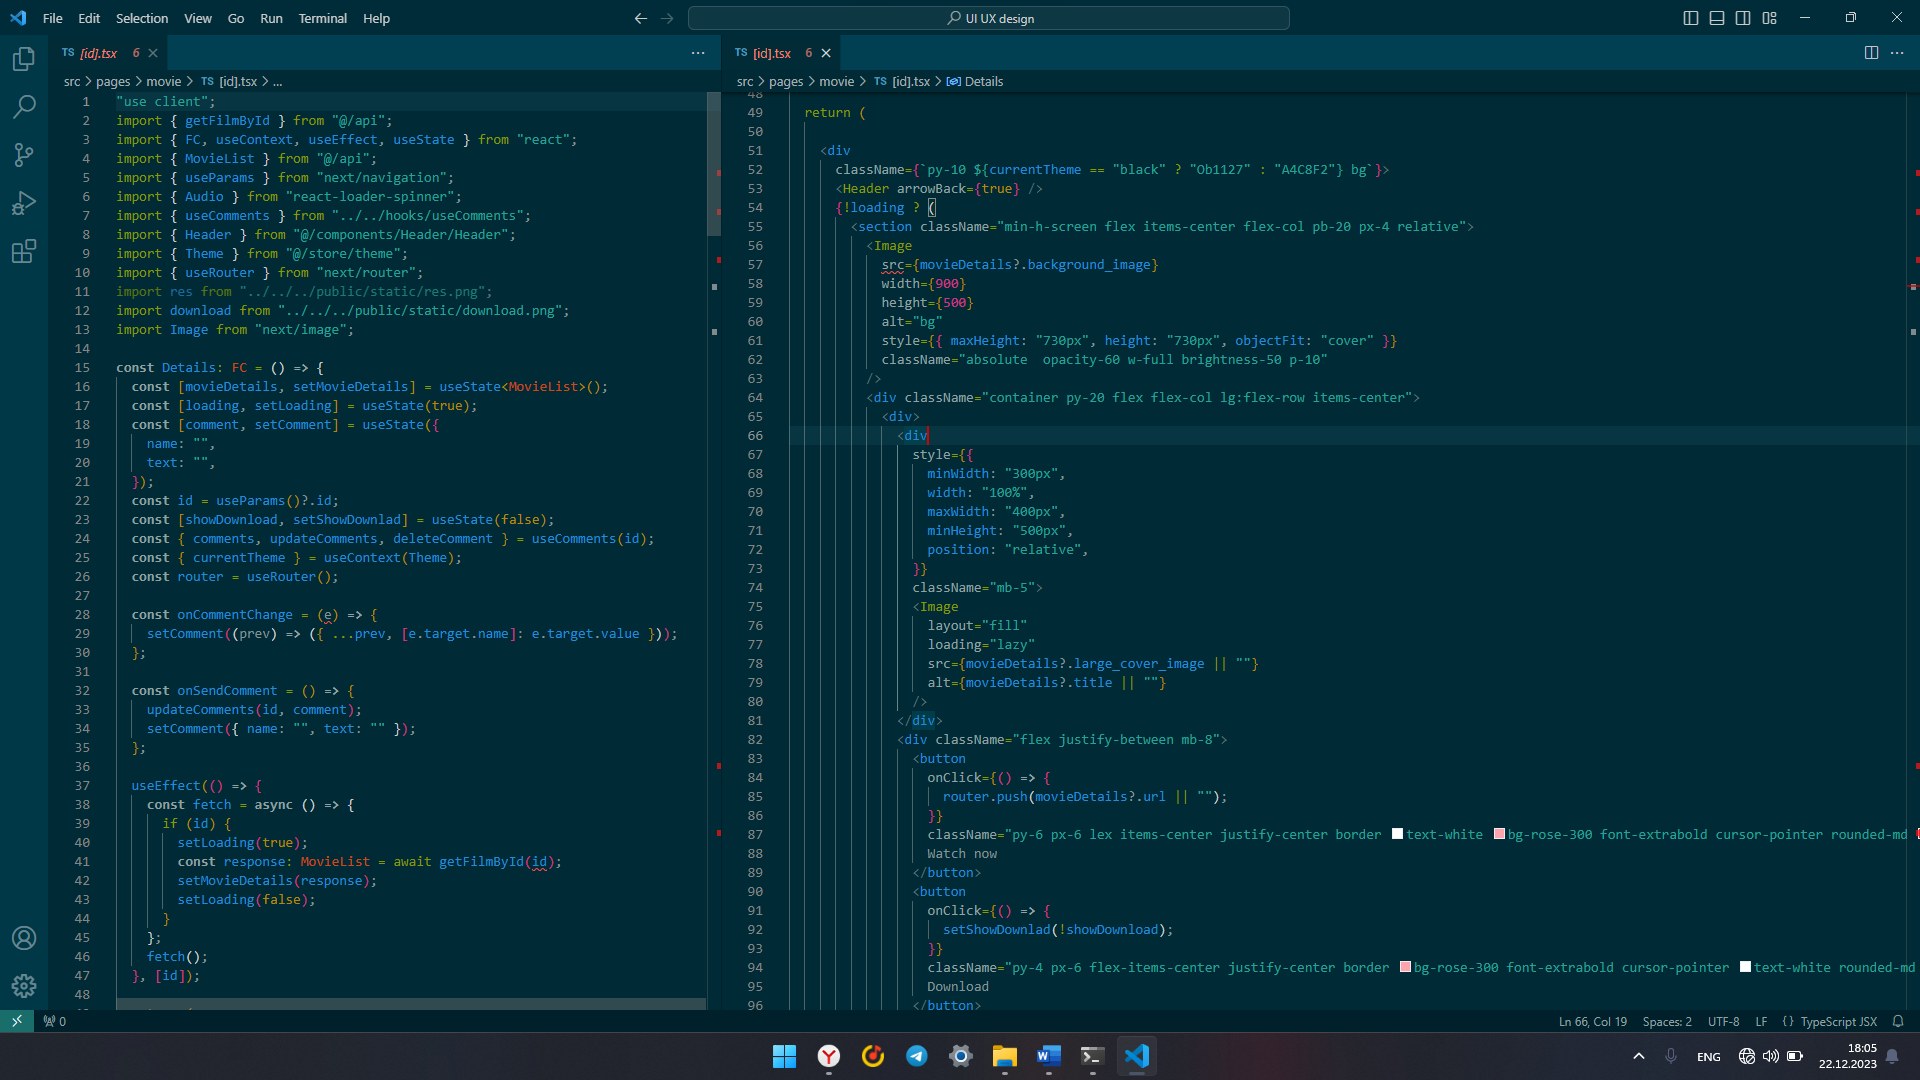 File Edit Selection View Go Run Terminal Help
UI UX design
TS [id].tsx 6
src > pages > movie > TS [id].tsx > ...
1 "use client";
2 import { getFilmById } from "@/api";
3 import { FC, useContext, useEffect, useState } from "react";
4 import { MovieList } from "@/api";
5 import { useParams } from "next/navigation";
6 import { Audio } from "react-loader-spinner";
7 import { useComments } from "../../hooks/useComments";
8 import { Header } from "@/components/Header/Header";
9 import { Theme } from "@/store/theme";
10 import { useRouter } from "next/router";
11 import res from "../../../public/static/res.png";
12 import download from "../../../public/static/download.png";
13 import Image from "next/image";
14
15 const Details: FC = () => {
16 const [movieDetails, setMovieDetails] = useState<MovieList>();
17 const [loading, setLoading] = useState(true);
18 const [comment, setComment] = useState({
19 name: "",
20 text: "",
21 });
22 const id = useParams()?.id;
23 const [showDownload, setShowDownlad] = useState(false);
24 const { comments, updateComments, deleteComment } = useComments(id);
25 const { currentTheme } = useContext(Theme);
26 const router = useRouter();
27
28 const onCommentChange = (e) => {
29 setComment((prev) => ({ ...prev, [e.target.name]: e.target.value }));
30 };
31
32 const onSendComment = () => {
33 updateComments(id, comment);
34 setComment({ name: "", text: "" });
35 };
36
37 useEffect(() => {
38 const fetch = async () => {
39 if (id) {
40 setLoading(true);
41 const response: MovieList = await getFilmById(id);
42 setMovieDetails(response);
43 setLoading(false);
44 }
45 };
46 fetch();
47 }, [id]);
48
TS [id].tsx 6
src > pages > movie > TS [id].tsx > Details
48
49 return (
50
51 <div
52 className={`py-10 ${currentTheme == "black" ? "Ob1127" : "A4C8F2"} bg`}>
53 <Header arrowBack={true} />
54 {!loading ? (
55 <section className="min-h-screen flex items-center flex-col pb-20 px-4 relative">
56 <Image
57 src={movieDetails?.background_image}
58 width={900}
59 height={500}
60 alt="bg"
61 style={{ maxHeight: "730px", height: "730px", objectFit: "cover" }}
62 className="absolute  opacity-60 w-full brightness-50 p-10"
63 />
64 <div className="container py-20 flex flex-col lg:flex-row items-center">
65 <div>
66 <div
67 style={{
68 minWidth: "300px",
69 width: "100%",
70 maxWidth: "400px",
71 minHeight: "500px",
72 position: "relative",
73 }}
74 className="mb-5">
75 <Image
76 layout="fill"
77 loading="lazy"
78 src={movieDetails?.large_cover_image || ""}
79 alt={movieDetails?.title || ""}
80 />
81 </div>
82 <div className="flex justify-between mb-8">
83 <button
84 onClick={() => {
85 router.push(movieDetails?.url || "");
86 }}
87 className="py-6 px-6 lex items-center justify-center border text-white bg-rose-300 font-extrabold cursor-pointer rounded-md
88 Watch now
89 </button>
90 <button
91 onClick={() => {
92 setShowDownlad(!showDownload);
93 }}
94 className="py-4 px-6 flex-items-center justify-center border bg-rose-300 font-extrabold cursor-pointer text-white rounded-md
95 Download
96 </button>
0
Ln 66, Col 19 Spaces: 2 UTF-8 LF {} TypeScript JSX
ENG
18:05
22.12.2023